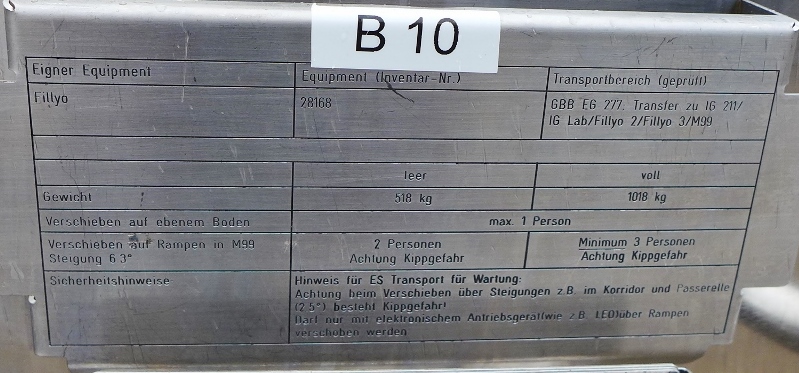 B 10
Eigner Equipment Equipment (Inventar-Nr.) Transportbereich (geprüft)
Fillyo 28168 GBB EG 277, Transfer zu IG 211/
IG Lab/Fillyo 2/Fillyo 3/M99
leer voll
Gewicht 518 kg 1018 kg
Verschieben auf ebenem Boden max. 1 Person
Verschieben auf Rampen in M99 2 Personen Minimum 3 Personen
Steigung 6.3° Achtung Kippgefahr Achtung Kippgefahr
Sicherheitshinweise Hinweis für ES Transport für Wartung:
Achtung beim Verschieben über Steigungen z.B. im Korridor und Passerelle
(2.5°) besteht Kippgefahr!
Darf nur mit elektronischem Antriebsgerät(wie z.B. LEO)über Rampen
verschoben werden